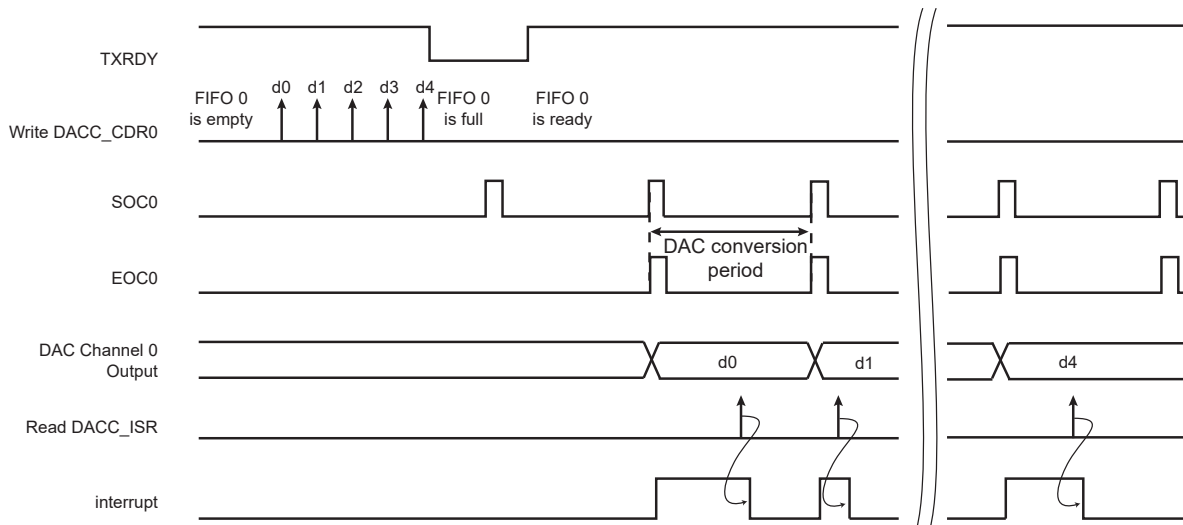 TXRDY
d0 d1 d2 d3 d4
FIFO 0
is empty
FIFO 0
is full
FIFO 0
is ready
Write DACC_CDR0
SOC0
DAC conversion
period
EOC0
DAC Channel 0
Output
d0
d1
d4
Read DACC_ISR
interrupt